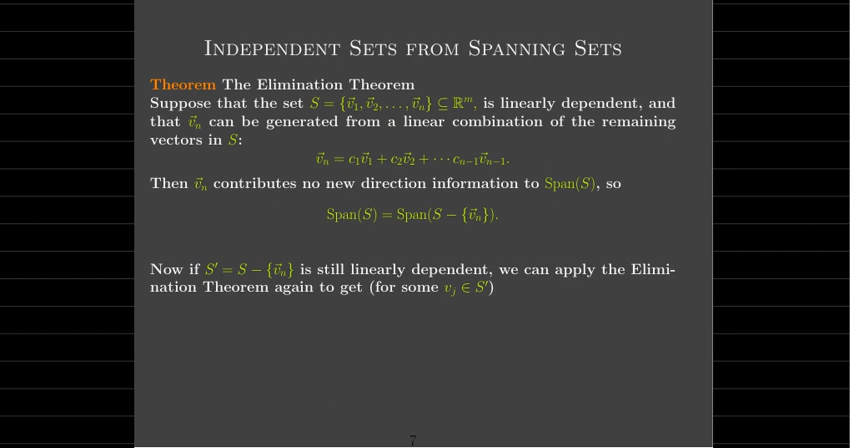 INDEPENDENT SETS FROM SPANNING SETS
Theorem The Elimination Theorem
Suppose that the set S = {v⃗₁, v⃗₂, . . . , v⃗ₙ} ⊆ ℝᵐ, is linearly dependent, and
that v⃗ₙ can be generated from a linear combination of the remaining
vectors in S:
v⃗ₙ = c₁v⃗₁ + c₂v⃗₂ + · · · cₙ₋₁v⃗ₙ₋₁.
Then v⃗ₙ contributes no new direction information to Span(S), so
Span(S) = Span(S − {v⃗ₙ}).
Now if S′ = S − {v⃗ₙ} is still linearly dependent, we can apply the Elimi-
nation Theorem again to get (for some vⱼ ∈ S′)
7